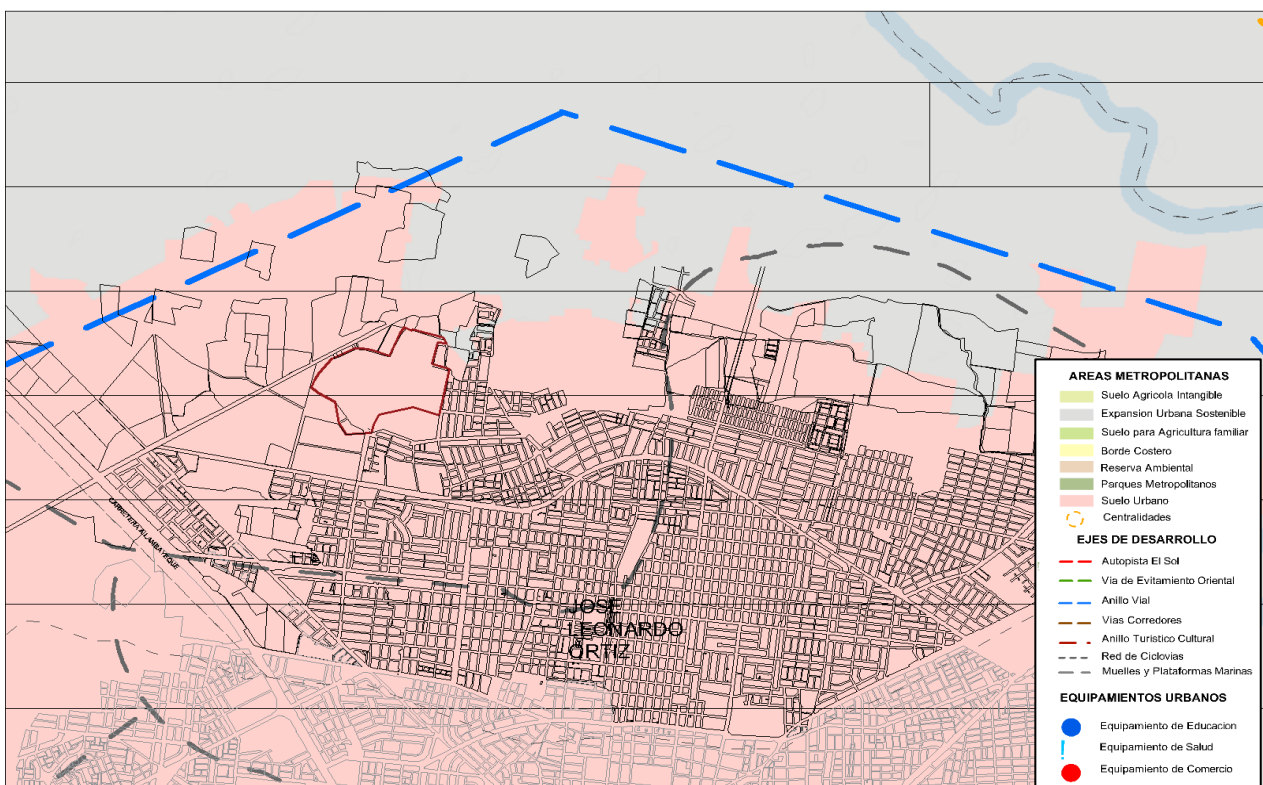 CARRETERA A LAMBAYEQUE
JOSE
LEONARDO
ORTIZ
AREAS METROPOLITANAS
Suelo Agricola Intangible
Expansion Urbana Sostenible
Suelo para Agricultura familiar
Borde Costero
Reserva Ambiental
Parques Metropolitanos
Suelo Urbano
Centralidades
EJES DE DESARROLLO
Autopista El Sol
Via de Evitamiento Oriental
Anillo Vial
Vias Corredores
Anillo Turistico Cultural
Red de Ciclovias
Muelles y Plataformas Marinas
EQUIPAMIENTOS URBANOS
Equipamiento de Educacion
Equipamiento de Salud
Equipamiento de Comercio